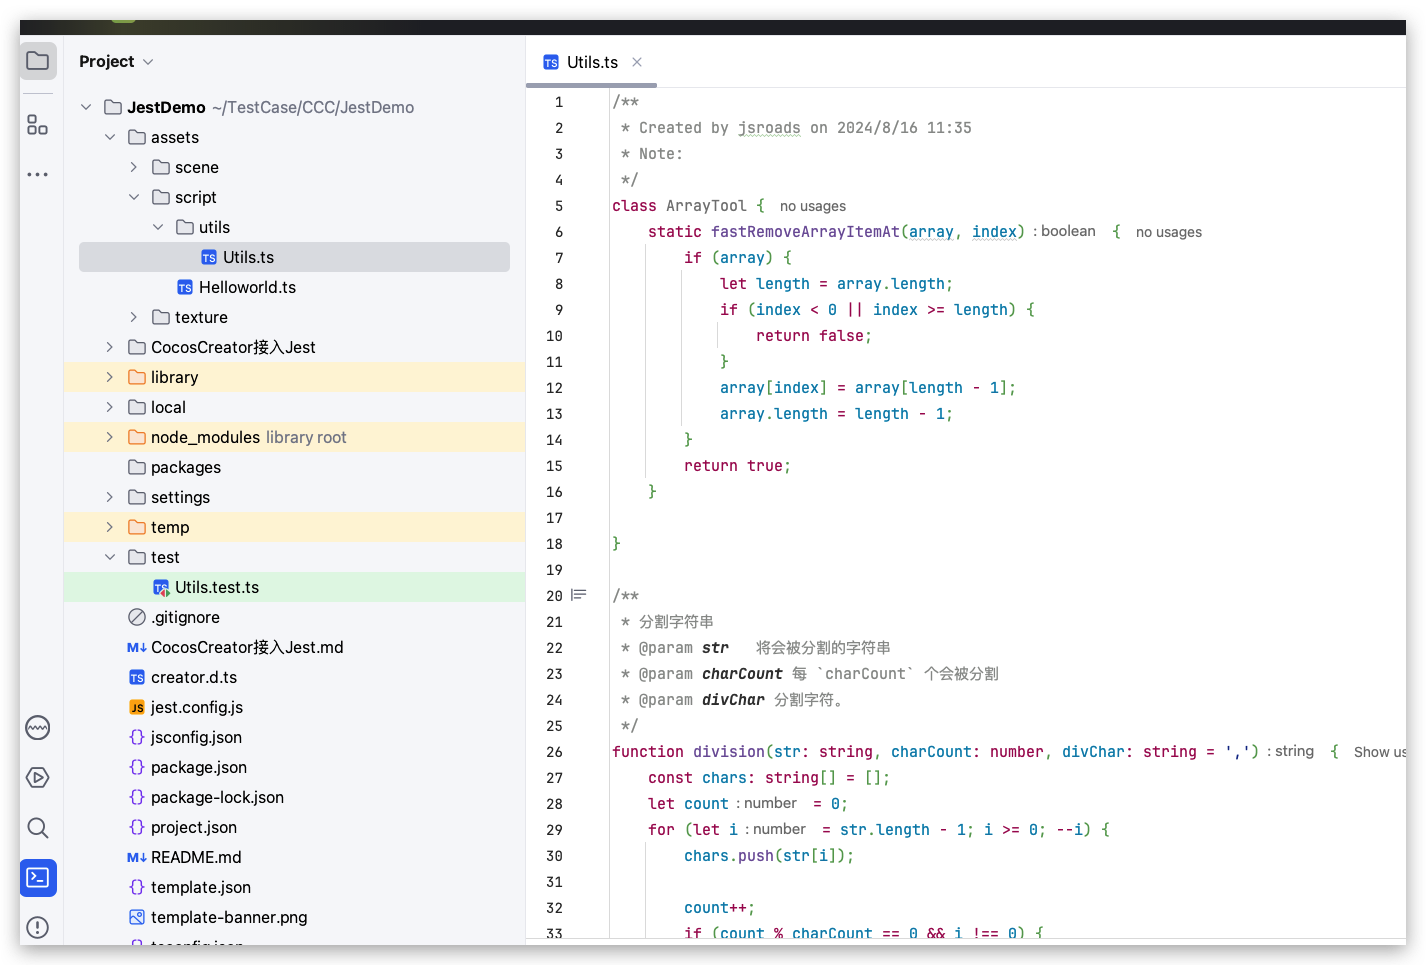 Project
JestDemo ~/TestCase/CCC/JestDemo
assets
scene
script
utils
TS Utils.ts
TS Helloworld.ts
texture
CocosCreator接入Jest
library
local
node_modules library root
packages
settings
temp
test
TS Utils.test.ts
.gitignore
M↓ CocosCreator接入Jest.md
TS creator.d.ts
JS jest.config.js
{} jsconfig.json
{} package.json
{} package-lock.json
{} project.json
M↓ README.md
{} template.json
template-banner.png
TS Utils.ts ×
1 /**
2 * Created by jsroads on 2024/8/16 11:35
3 * Note:
4 */
5 class ArrayTool { no usages
6 static fastRemoveArrayItemAt(array, index) : boolean { no usages
7 if (array) {
8 let length = array.length;
9 if (index < 0 || index >= length) {
10 return false;
11 }
12 array[index] = array[length - 1];
13 array.length = length - 1;
14 }
15 return true;
16 }
17
18 }
19
20 /**
21 * 分割字符串
22 * @param str 将会被分割的字符串
23 * @param charCount 每 `charCount` 个会被分割
24 * @param divChar 分割字符。
25 */
26 function division(str: string, charCount: number, divChar: string = ',') : string { Show us
27 const chars: string[] = [];
28 let count : number = 0;
29 for (let i : number = str.length - 1; i >= 0; --i) {
30 chars.push(str[i]);
31
32 count++;
33 if (count % charCount == 0 && i !== 0) {